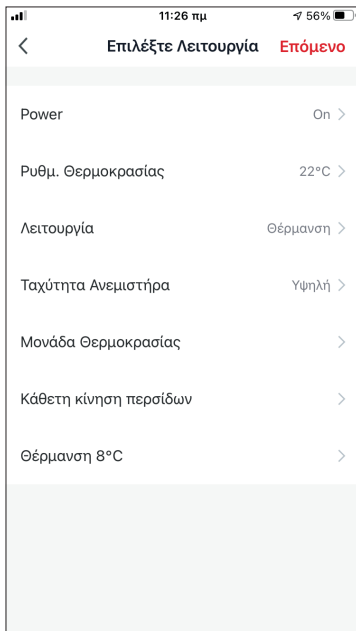 11:26 πμ 56%
Επιλέξτε Λειτουργία Επόμενο
Power On
Ρυθμ. Θερμοκρασίας 22°C
Λειτουργία Θέρμανση
Ταχύτητα Ανεμιστήρα Υψηλή
Μονάδα Θερμοκρασίας
Κάθετη κίνηση περσίδων
Θέρμανση 8°C